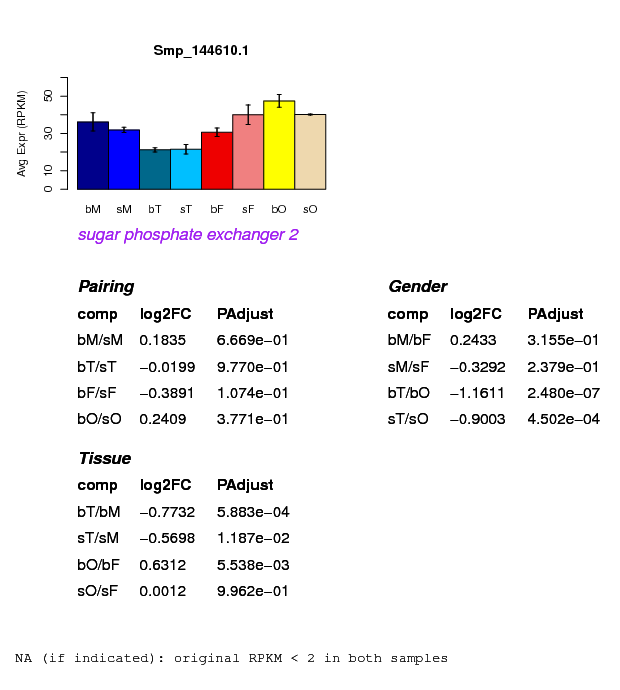 Smp_144610.1
Avg Expr (RPKM)
0 10 30 50
bM sM bT sT bF sF bO sO
sugar phosphate exchanger 2
Pairing
comp log2FC PAdjust
bM/sM 0.1835 6.669e−01
bT/sT −0.0199 9.770e−01
bF/sF −0.3891 1.074e−01
bO/sO 0.2409 3.771e−01
Gender
comp log2FC PAdjust
bM/bF 0.2433 3.155e−01
sM/sF −0.3292 2.379e−01
bT/bO −1.1611 2.480e−07
sT/sO −0.9003 4.502e−04
Tissue
comp log2FC PAdjust
bT/bM −0.7732 5.883e−04
sT/sM −0.5698 1.187e−02
bO/bF 0.6312 5.538e−03
sO/sF 0.0012 9.962e−01
NA (if indicated): original RPKM < 2 in both samples